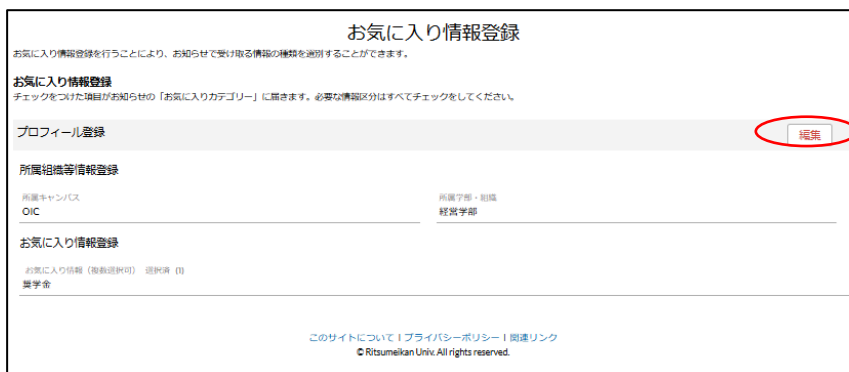 お気に入り情報登録
お気に入り情報登録を行うことにより、お知らせで受け取る情報の種類を選別することができます。
お気に入り情報登録
チェックをつけた項目がお知らせの「お気に入りカテゴリー」に届きます。必要な情報区分はすべてチェックをしてください。
プロフィール登録
編集
所属組織等情報登録
所属キャンパス
所属学部・組織
OIC
経営学部
お気に入り情報登録
お気に入り情報（複数選択可） 選択済 (1)
奨学金
このサイトについて | プライバシーポリシー | 関連リンク
© Ritsumeikan Univ. All rights reserved.